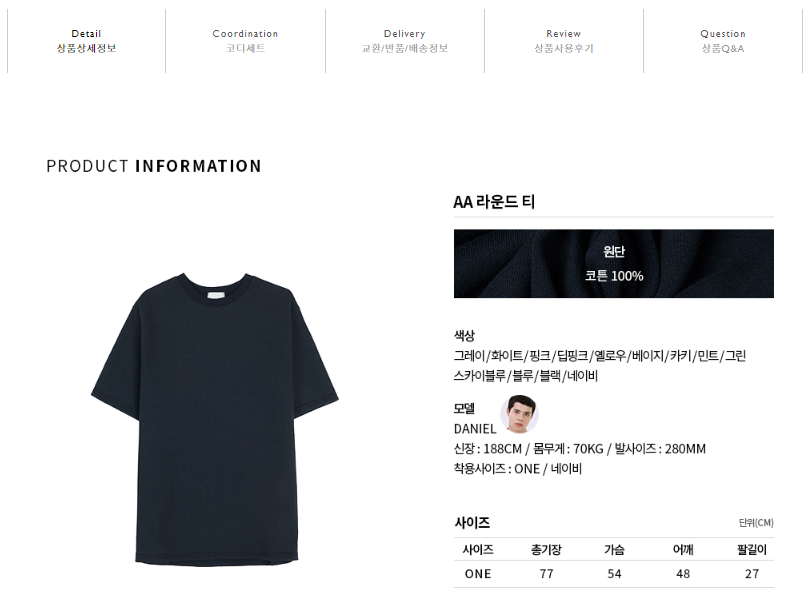 Detail
상품상세정보
Coordination
코디세트
Delivery
교환/반품/배송정보
Review
상품사용후기
Question
상품Q&A
PRODUCT INFORMATION
AA 라운드 티
원단
코튼 100%
색상
그레이/화이트/핑크/딥핑크/옐로우/베이지/카키/민트/그린
스카이블루/블루/블랙/네이비
모델
DANIEL
신장 : 188CM / 몸무게 : 70KG / 발사이즈 : 280MM
착용사이즈 : ONE / 네이비
사이즈 단위(CM)
사이즈 총기장 가슴 어깨 팔길이
ONE 77 54 48 27